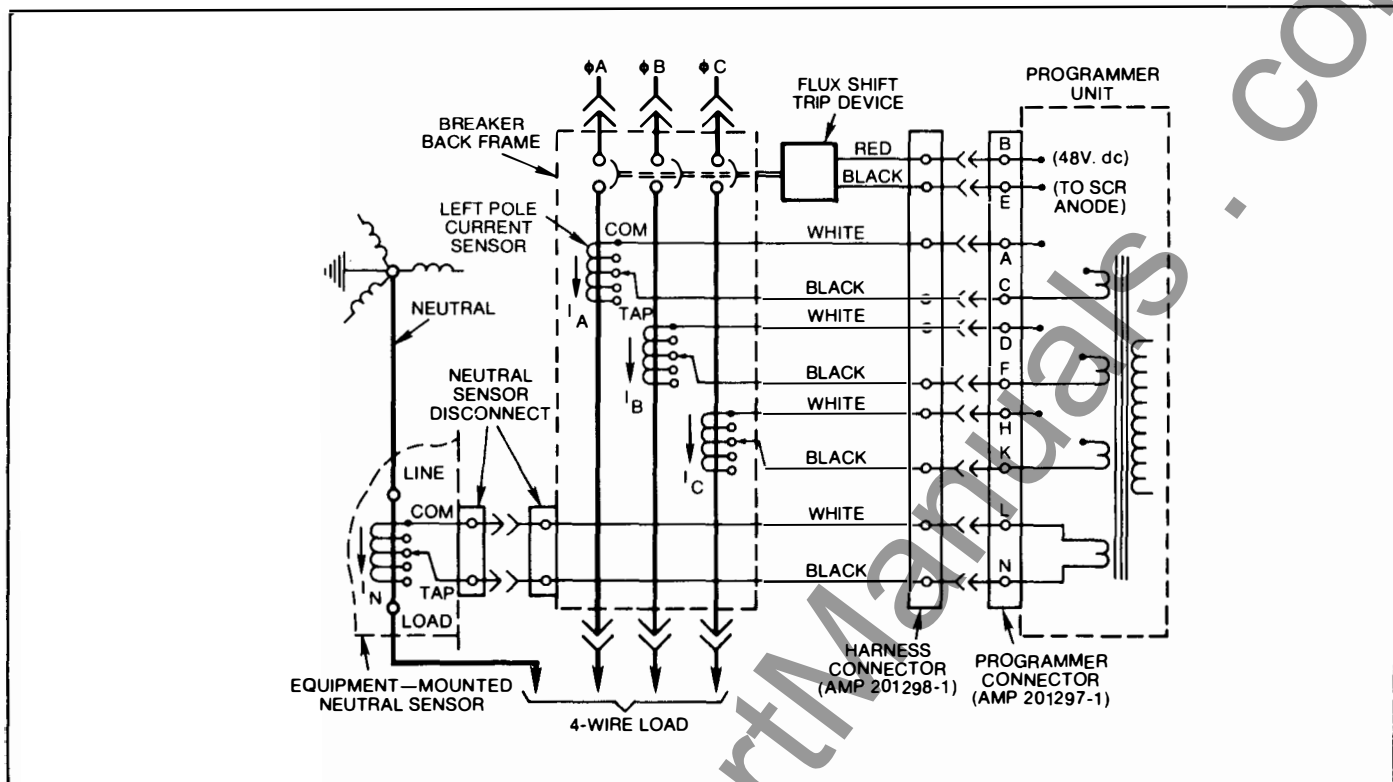 ϕA ϕB ϕC
FLUX SHIFT
TRIP DEVICE
PROGRAMMER
UNIT
BREAKER
BACK FRAME
RED
BLACK
B
(48V. dc)
E
(TO SCR
ANODE)
LEFT POLE
CURRENT
SENSOR
COM
WHITE
A
BLACK
C
I A
TAP
WHITE
D
NEUTRAL
BLACK
F
I B
NEUTRAL
SENSOR
DISCONNECT
WHITE
H
BLACK
K
I C
LINE
COM
WHITE
L
BLACK
N
I N
TAP
LOAD
HARNESS
CONNECTOR
(AMP 201298-1)
PROGRAMMER
CONNECTOR
(AMP 201297-1)
EQUIPMENT—MOUNTED
NEUTRAL SENSOR
4-WIRE LOAD
rtManuals . co